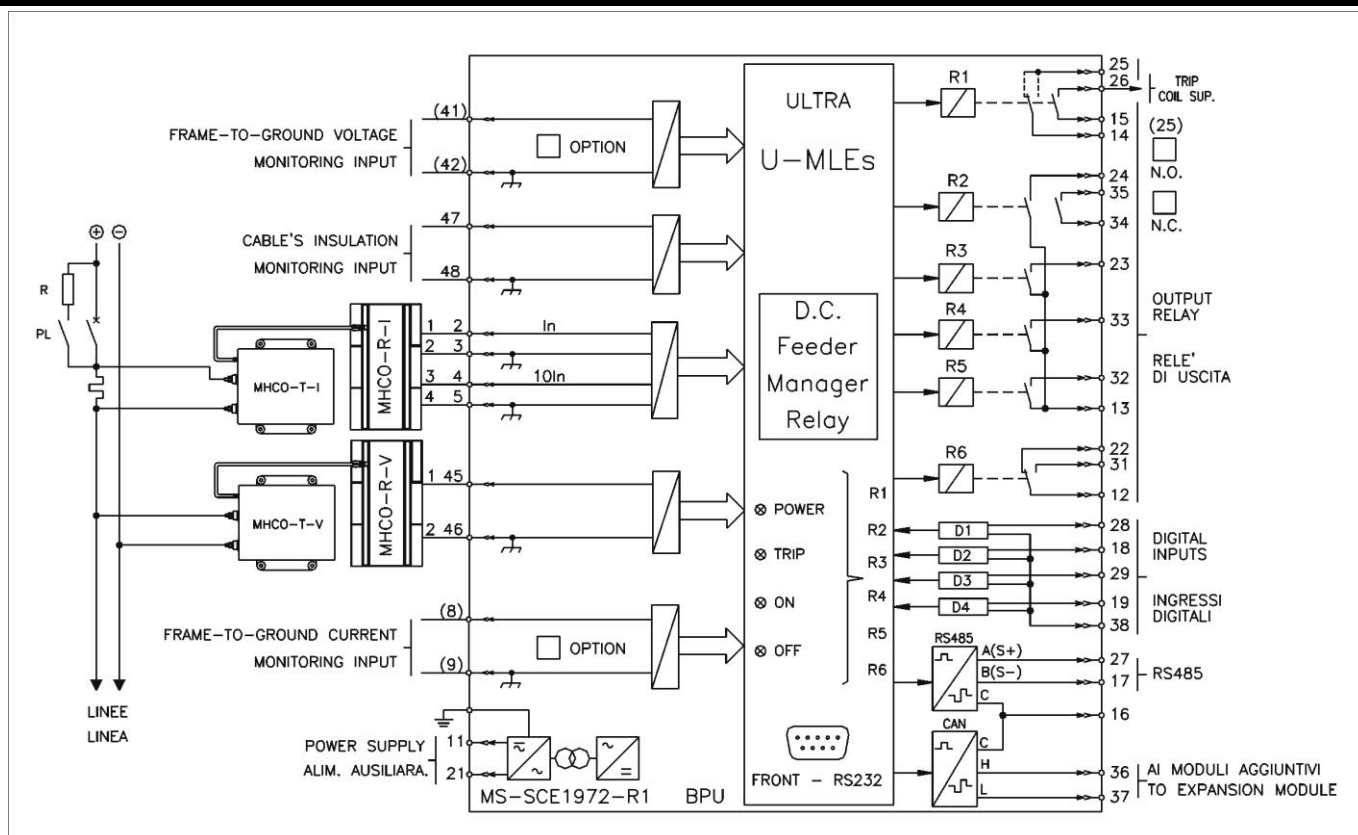 FRAME-TO-GROUND VOLTAGE
MONITORING INPUT
(41)
(42)
OPTION
CABLE'S INSULATION
MONITORING INPUT
47
48
⊕ ⊖
R
PL
MHCO-T-I
MHCO-R-I
1 2
2 3
3 4
4 5
In
10In
MHCO-T-V
MHCO-R-V
1 45
2 46
FRAME-TO-GROUND CURRENT
MONITORING INPUT
(8)
(9)
OPTION
LINEE
LINEA
POWER SUPPLY
ALIM. AUSILIARA.
11
21
MS-SCE1972-R1
BPU
ULTRA
U-MLEs
D.C.
Feeder
Manager
Relay
POWER
TRIP
ON
OFF
R1
R2
R3
R4
R5
R6
FRONT - RS232
R1
R2
R3
R4
R5
R6
D1
D2
D3
D4
RS485
A(S+)
B(S-)
C
CAN
C
H
L
25
26
15
14
24
35
34
23
33
32
13
22
31
12
28
18
29
19
38
27
17
16
36
37
TRIP
COIL SUP.
(25)
N.O.
N.C.
OUTPUT
RELAY
RELE'
DI USCITA
DIGITAL
INPUTS
INGRESSI
DIGITALI
RS485
AI MODULI AGGIUNTIVI
TO EXPANSION MODULE